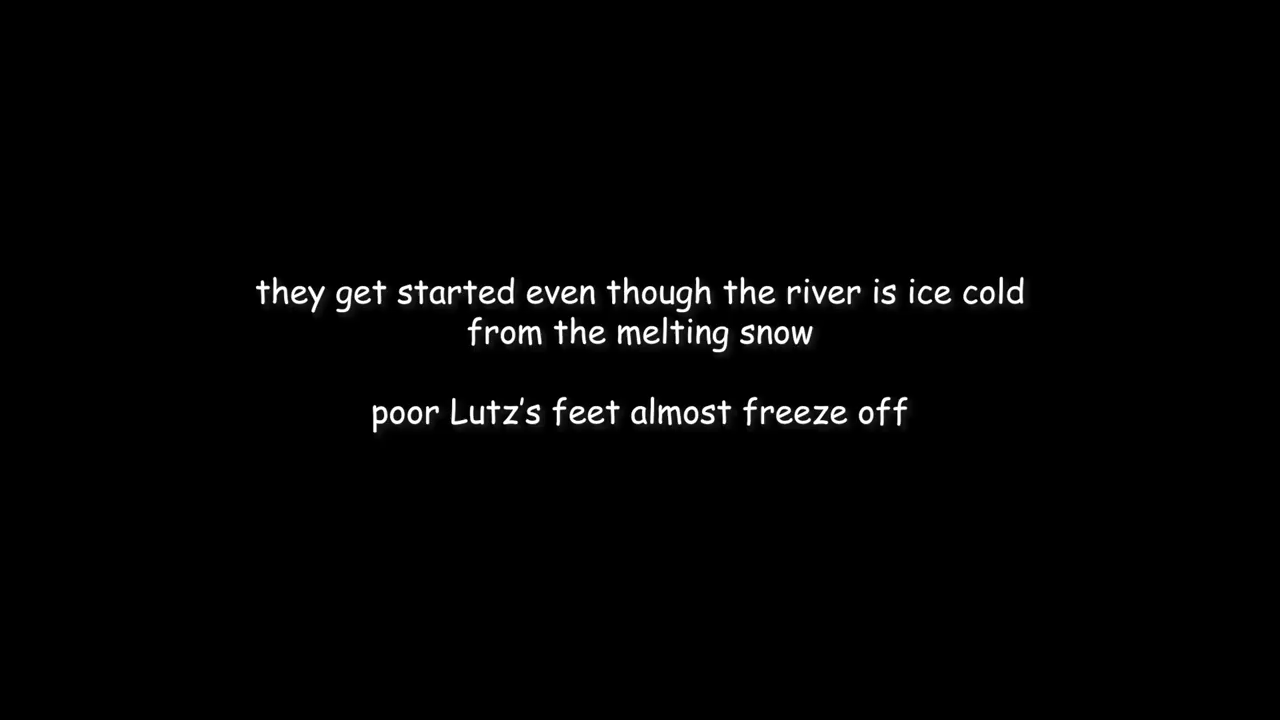 they get started even though the river is ice cold
from the melting snow
poor Lutz’s feet almost freeze off